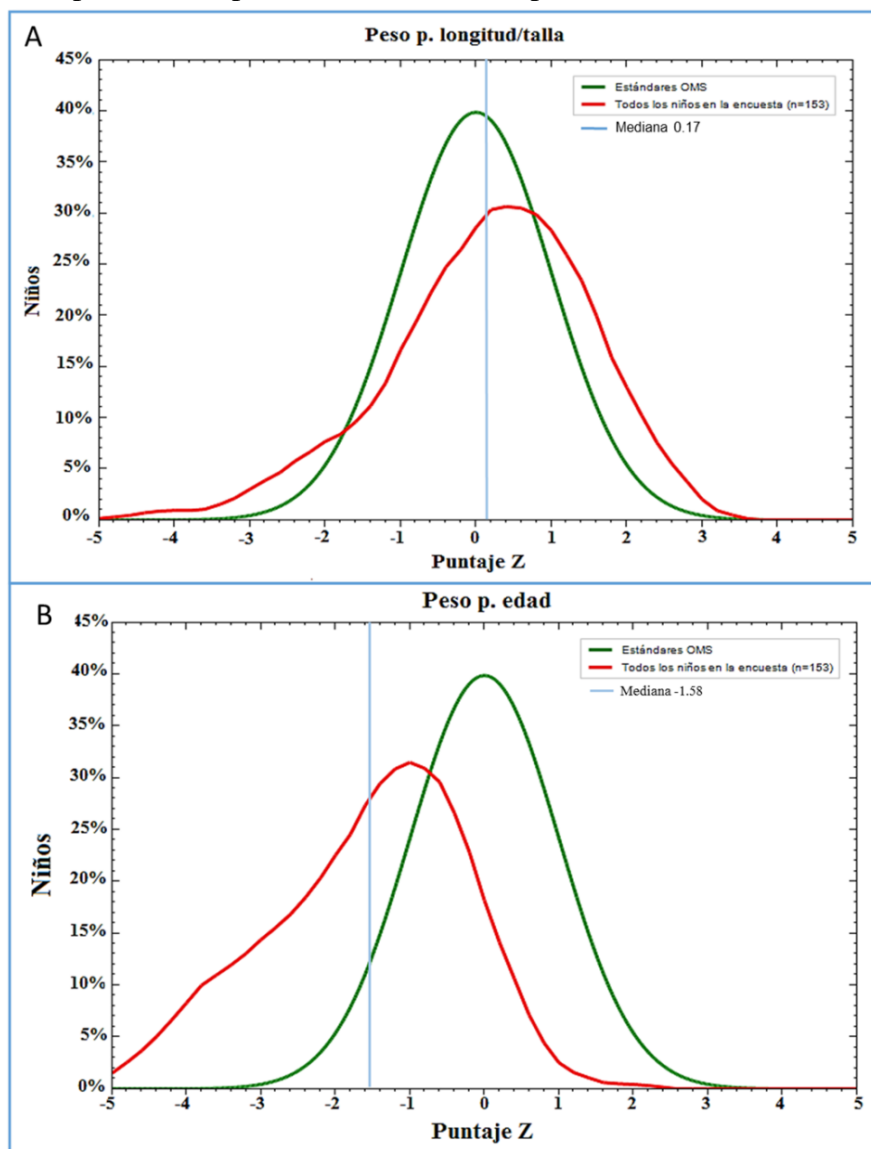 A
Peso p. longitud/talla
45%
40%
35%
30%
25%
20%
15%
10%
5%
0%
Niños
Estándares OMS
Todos los niños en la encuesta (n=153)
Mediana 0.17
-5 -4 -3 -2 -1 0 1 2 3 4 5
Puntaje Z
B
Peso p. edad
45%
40%
35%
30%
25%
20%
15%
10%
5%
0%
Niños
Estándares OMS
Todos los niños en la encuesta (n=153)
Mediana -1.58
-5 -4 -3 -2 -1 0 1 2 3 4 5
Puntaje Z